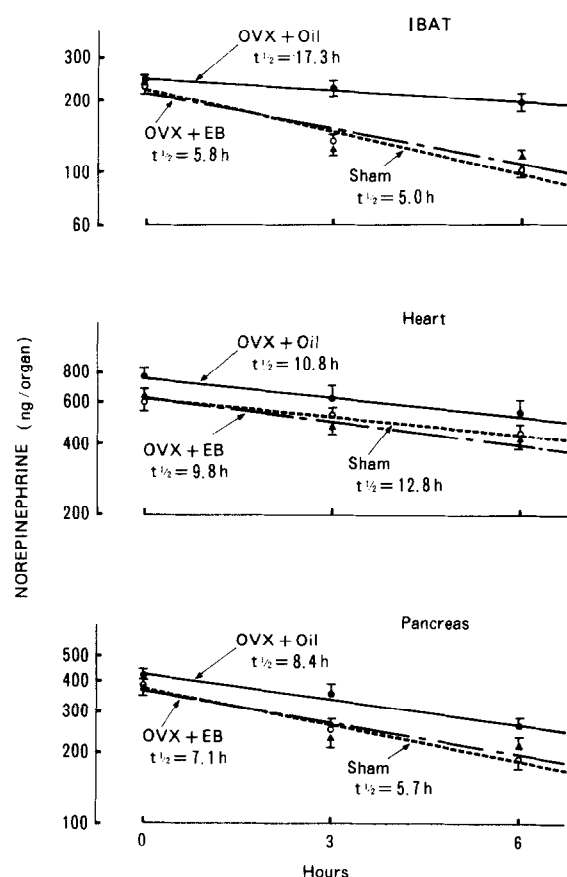 IBAT
OVX + Oil
t½ = 17.3 h
300
200
100
60
OVX + EB
t½ = 5.8 h
Sham
t½ = 5.0 h
Heart
OVX + Oil
t½ = 10.8 h
800
600
400
200
OVX + EB
t½ = 9.8 h
Sham
t½ = 12.8 h
NOREPINEPHRINE (ng/organ)
Pancreas
OVX + Oil
t½ = 8.4 h
500
400
300
200
100
OVX + EB
t½ = 7.1 h
Sham
t½ = 5.7 h
0
3
6
Hours